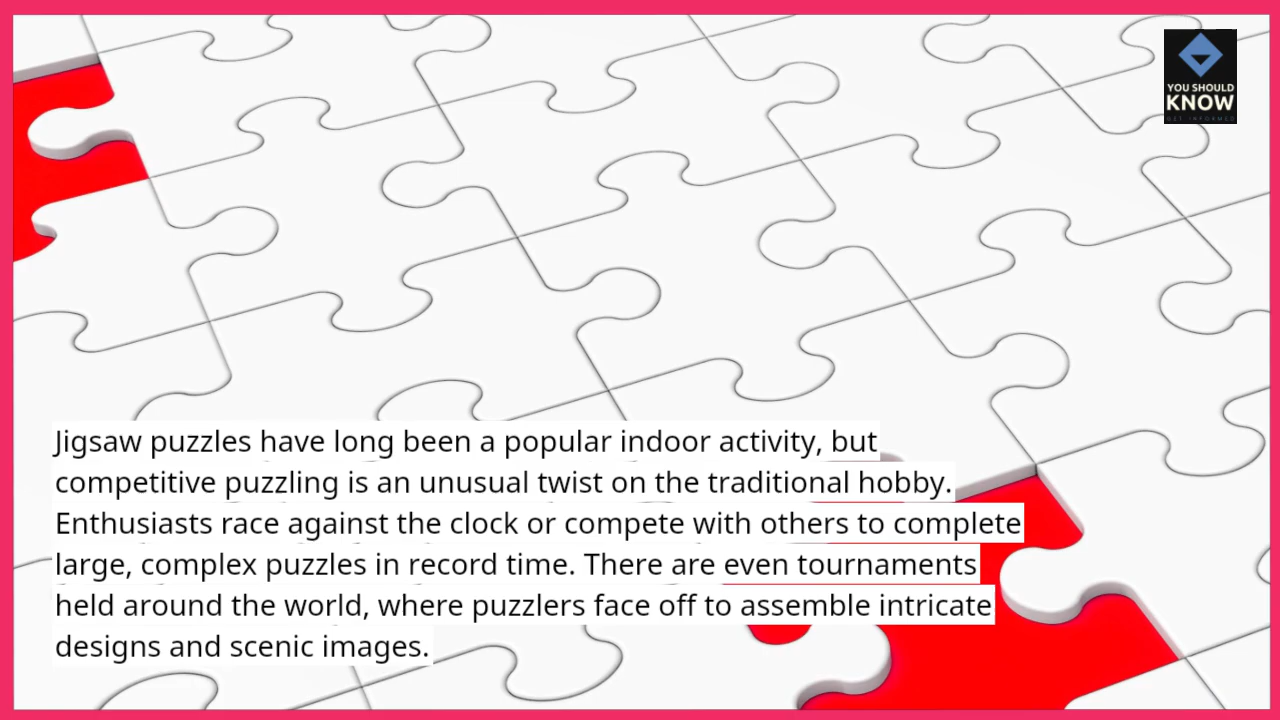 YOU SHOULD
KNOW
GET INFORMED
Jigsaw puzzles have long been a popular indoor activity, but
competitive puzzling is an unusual twist on the traditional hobby.
Enthusiasts race against the clock or compete with others to complete
large, complex puzzles in record time. There are even tournaments
held around the world, where puzzlers face off to assemble intricate
designs and scenic images.